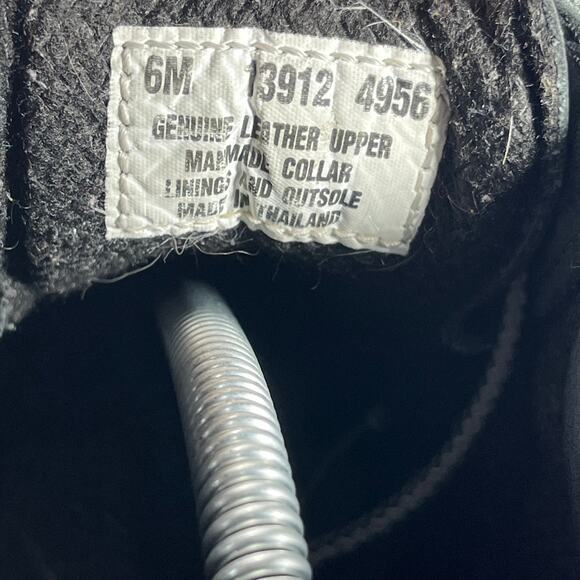 6M 13912 4956
GENUINE LEATHER UPPER
MANMADE COLLAR
LININGS AND OUTSOLE
MADE IN THAILAND